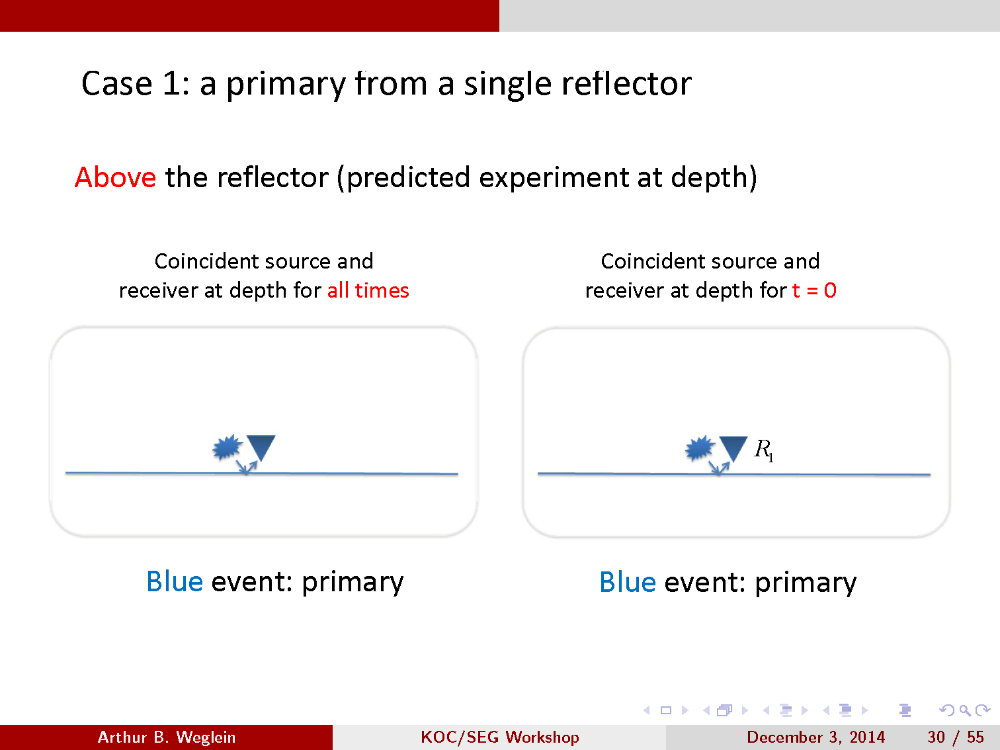 Case 1: a primary from a single reflector
Above the reflector (predicted experiment at depth)
Coincident source and
receiver at depth for all times
Coincident source and
receiver at depth for t = 0
R1
Blue event: primary
Blue event: primary
Arthur B. Weglein KOC/SEG Workshop December 3, 2014 30 / 55